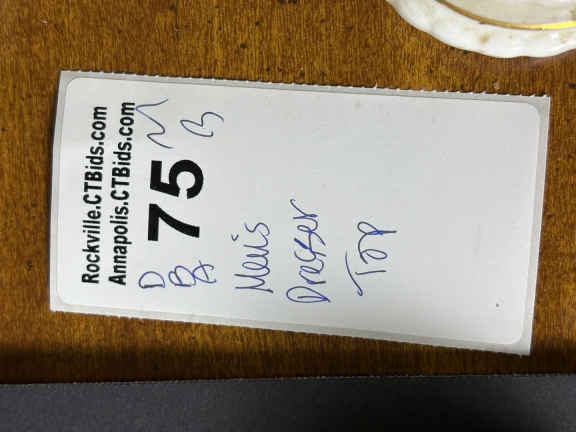 Rockville.CTBids.com
Annapolis.CTBids.com
D
75
Men's
Dresser
Top